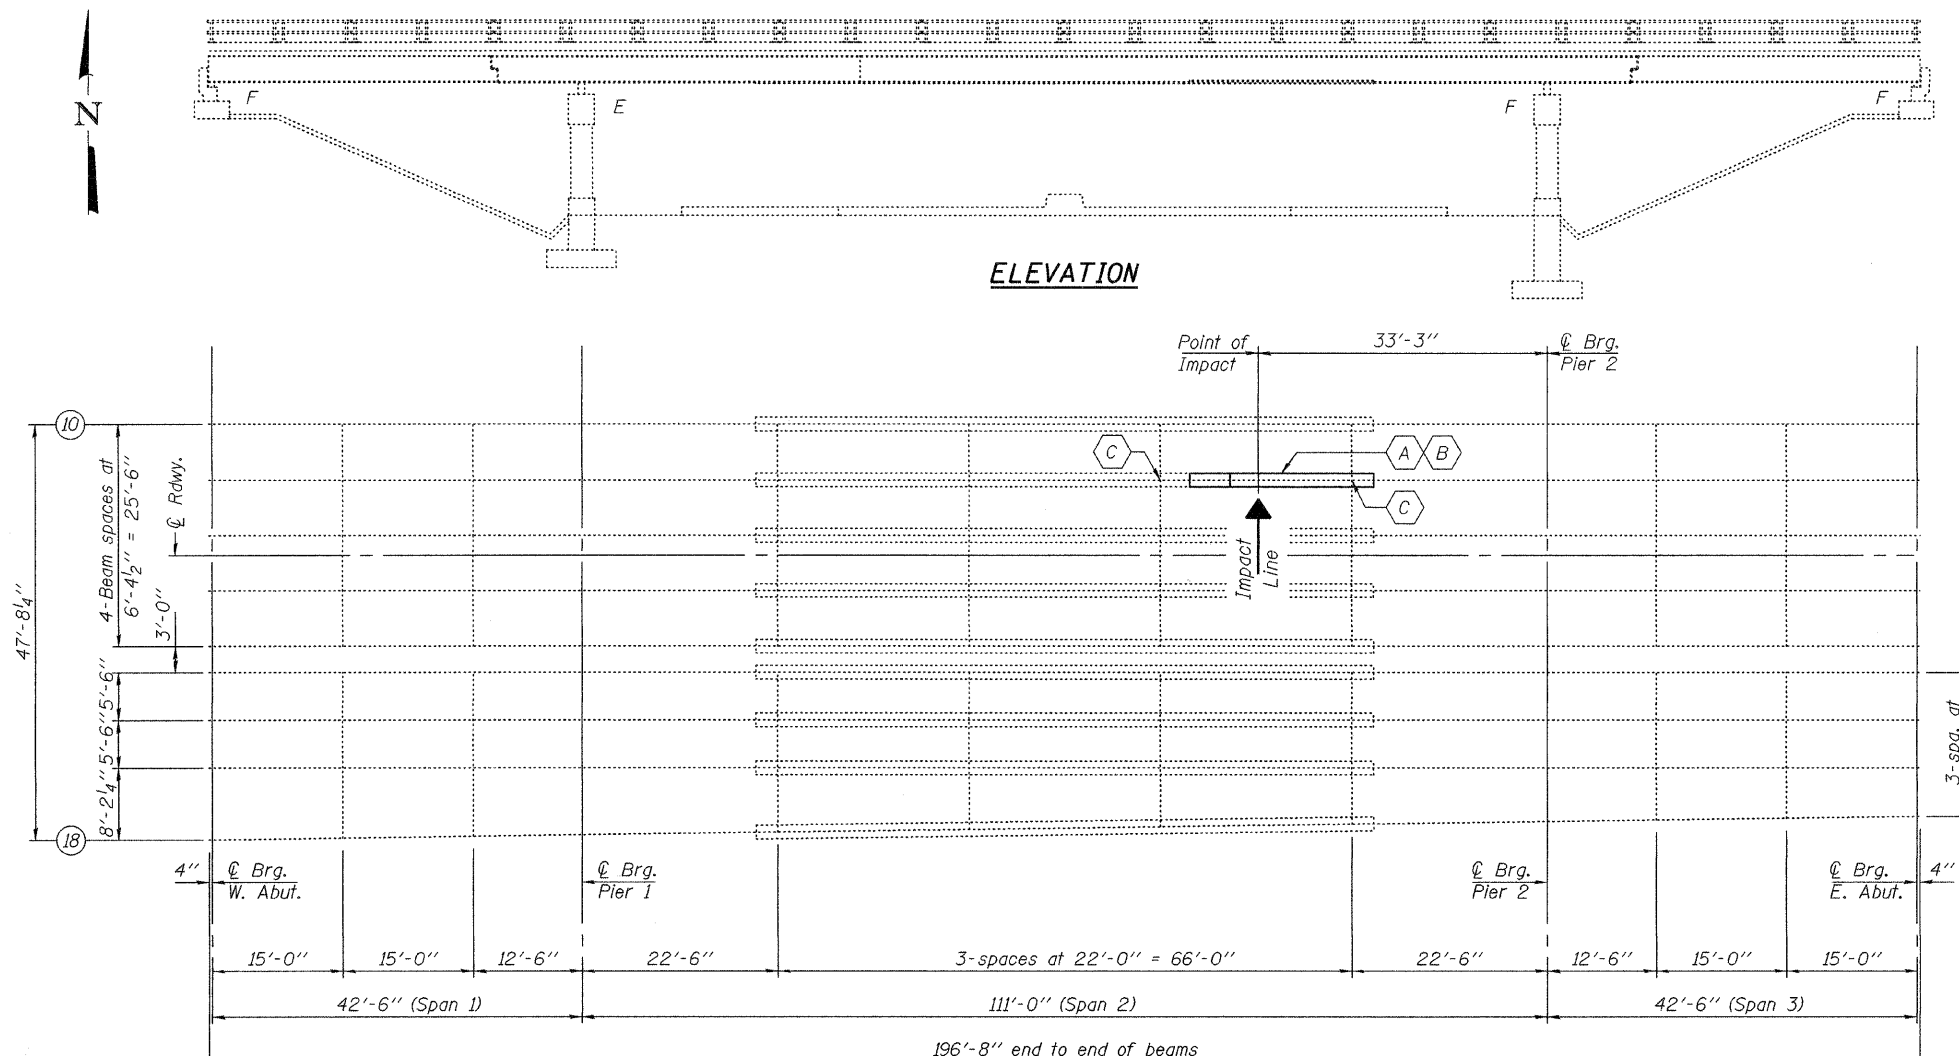 N
F
E
F
F
ELEVATION
Point of
Impact
33'-3"
℄ Brg.
Pier 2
10
C
A
B
C
47'-8¼"
4-Beam spaces at
6'-4½" = 25'-6"
℄ Rdwy.
3'-0"
Impact
Line
5'-6"
5'-6"
8'-2¼"
3-spa. at
18
4"
℄ Brg.
W. Abut.
℄ Brg.
Pier 1
℄ Brg.
Pier 2
℄ Brg.
E. Abut.
4"
15'-0"
15'-0"
12'-6"
22'-6"
3-spaces at 22'-0" = 66'-0"
22'-6"
12'-6"
15'-0"
15'-0"
42'-6" (Span 1)
111'-0" (Span 2)
42'-6" (Span 3)
196'-8" end to end of beams